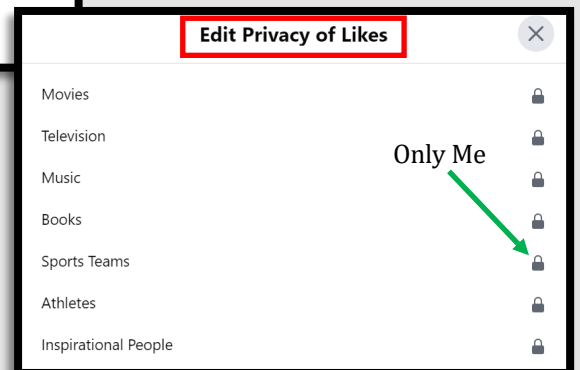 Edit Privacy of Likes
Movies
Television
Only Me
Music
Books
Sports Teams
Athletes
Inspirational People